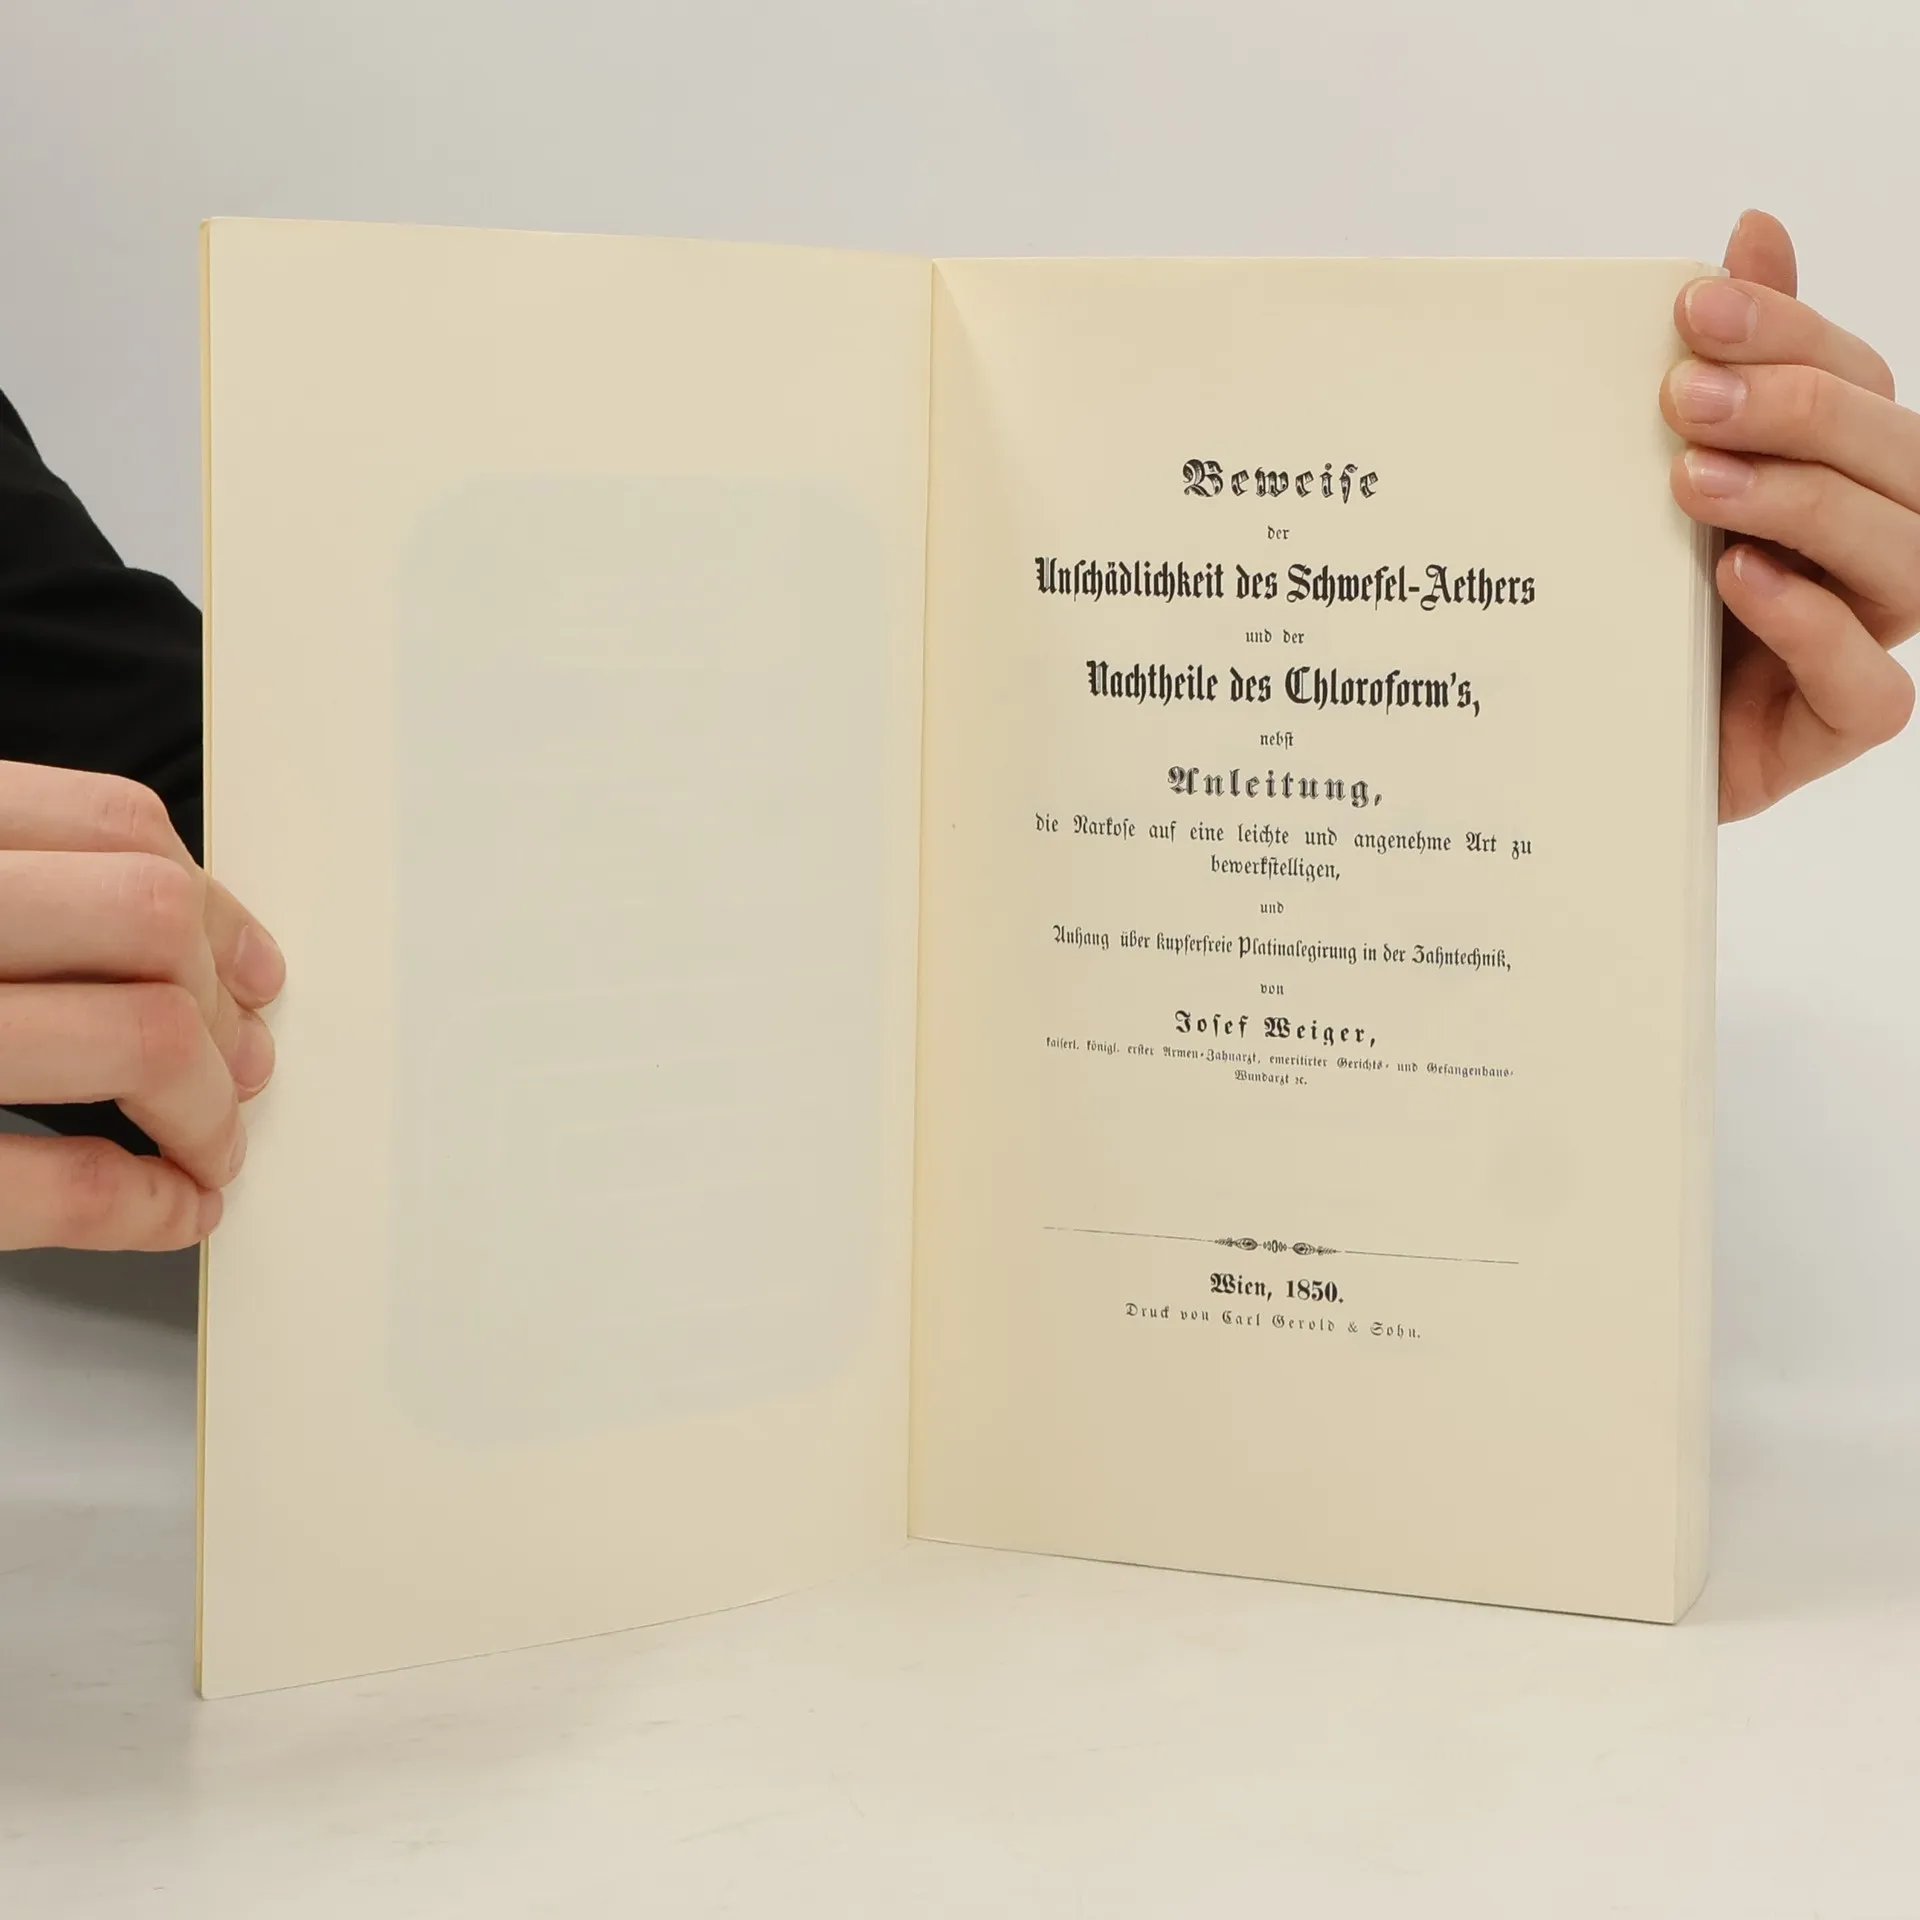 Beweiſe
der
Unſchädlichkeit des Schwefel-Aethers
und der
Nachtheile des Chloroform's,
nebſt
Anleitung,
die Narkoſe auf eine leichte und angenehme Art zu
bewerkſtelligen,
und
Anhang über kupferfreie Platinalegirung in der Zahntechnik,
von
Joſef Weiger,
kaiſerl. königl. erſter Armen-Zahnarzt, emeritirter Gerichts- und Gefangenhaus-
Wundarzt ꝛc.
Wien, 1850.
Druck von Carl Gerold & Sohn.